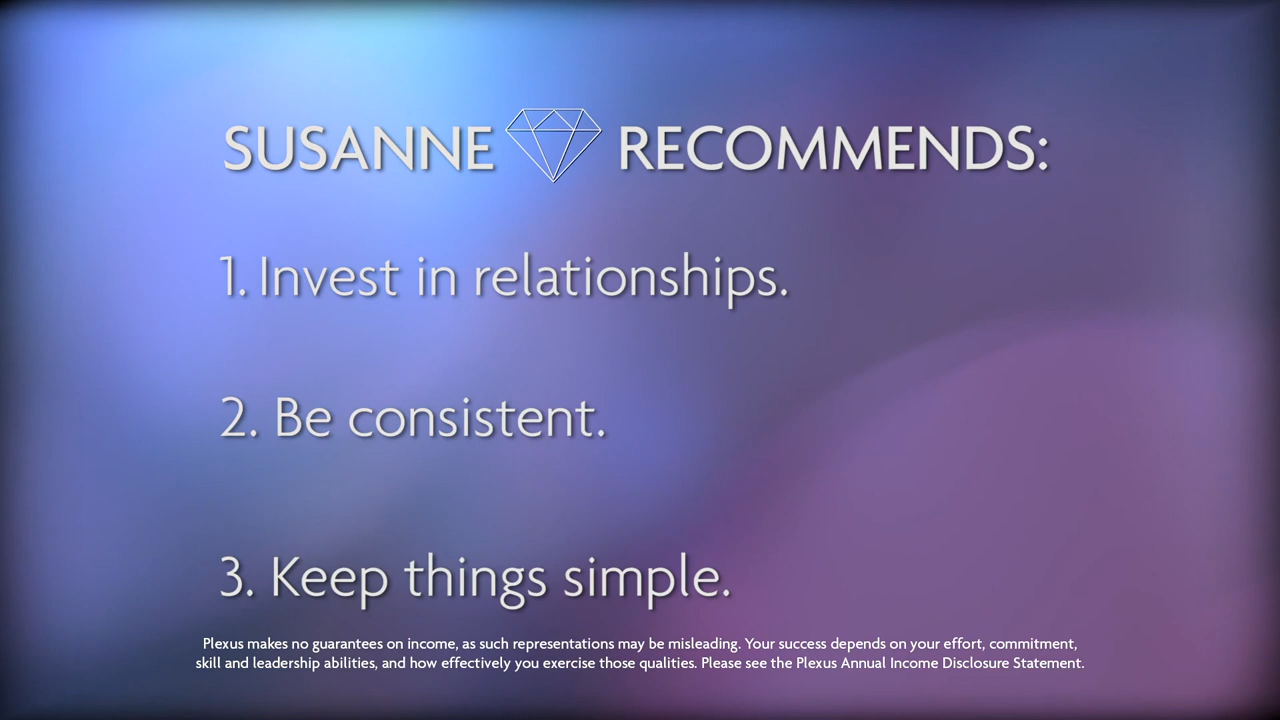 SUSANNE RECOMMENDS:
1. Invest in relationships.
2. Be consistent.
3. Keep things simple.
Plexus makes no guarantees on income, as such representations may be misleading. Your success depends on your effort, commitment,
skill and leadership abilities, and how effectively you exercise those qualities. Please see the Plexus Annual Income Disclosure Statement.